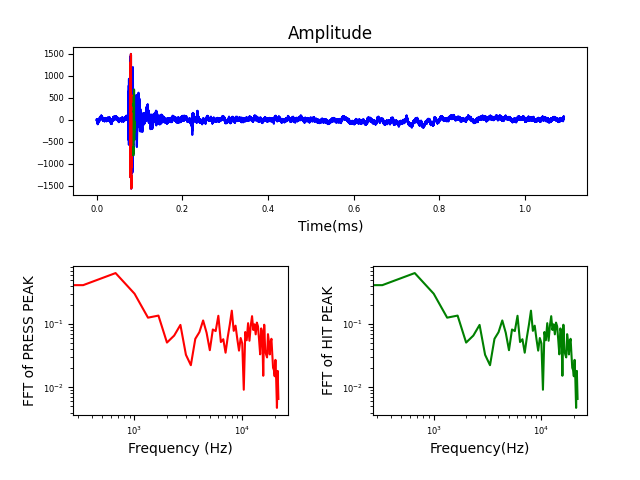 Amplitude
1500
1000
500
0
−500
−1000
−1500
0.0 0.2 0.4 0.6 0.8 1.0
Time(ms)
FFT of PRESS PEAK
10⁻¹
10⁻²
10³ 10⁴
Frequency (Hz)
FFT of HIT PEAK
10⁻¹
10⁻²
10³ 10⁴
Frequency(Hz)